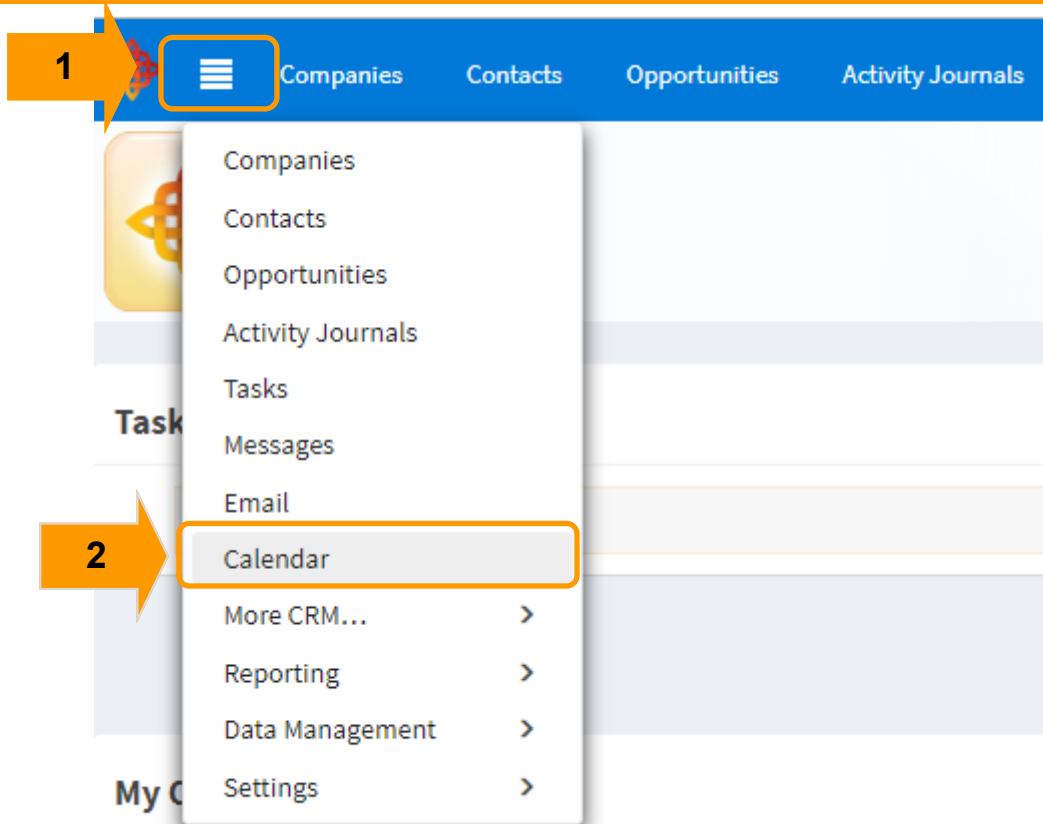 1
Companies Contacts Opportunities Activity Journals
Companies
Contacts
Opportunities
Activity Journals
Tasks
Task
Messages
Email
2 Calendar
More CRM...
Reporting
Data Management
Settings
My